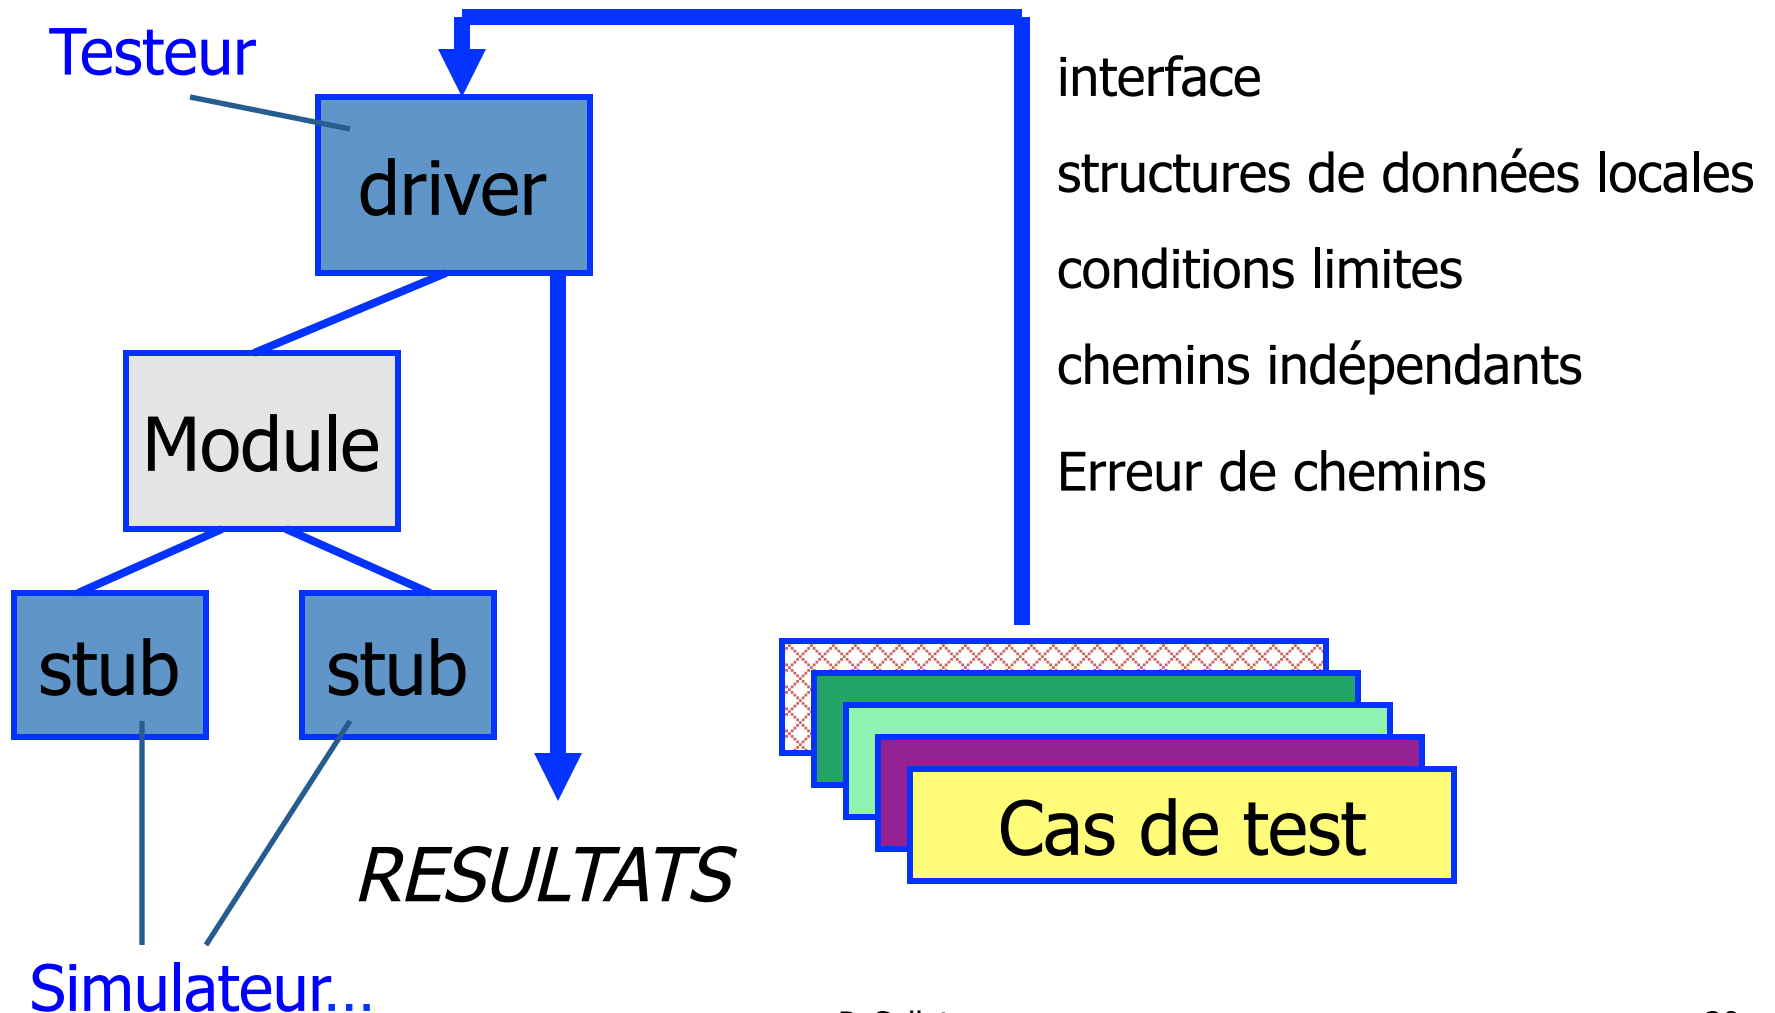 Testeur
interface
driver
structures de données locales
conditions limites
chemins indépendants
Module
Erreur de chemins
stub
stub
Cas de test
RESULTATS
Simulateur...